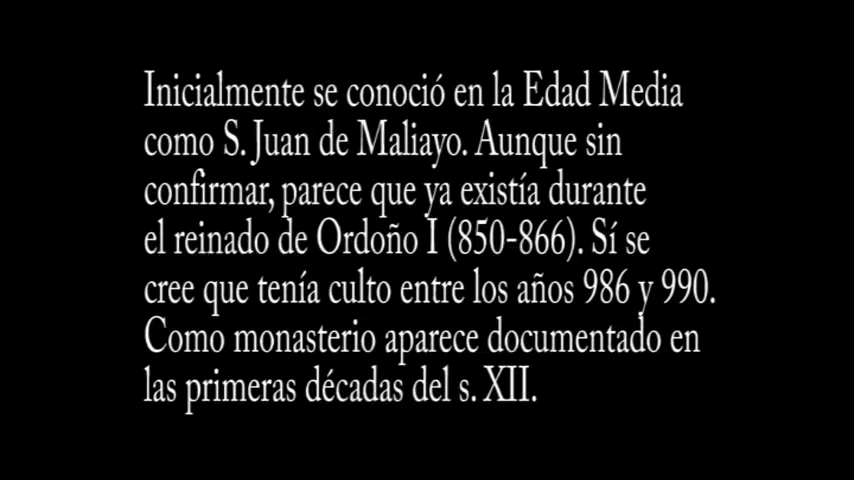 Inicialmente se conoció en la Edad Media
como S. Juan de Maliayo. Aunque sin
confirmar, parece que ya existía durante
el reinado de Ordoño I (850-866). Sí se
cree que tenía culto entre los años 986 y 990.
Como monasterio aparece documentado en
las primeras décadas del s. XII.